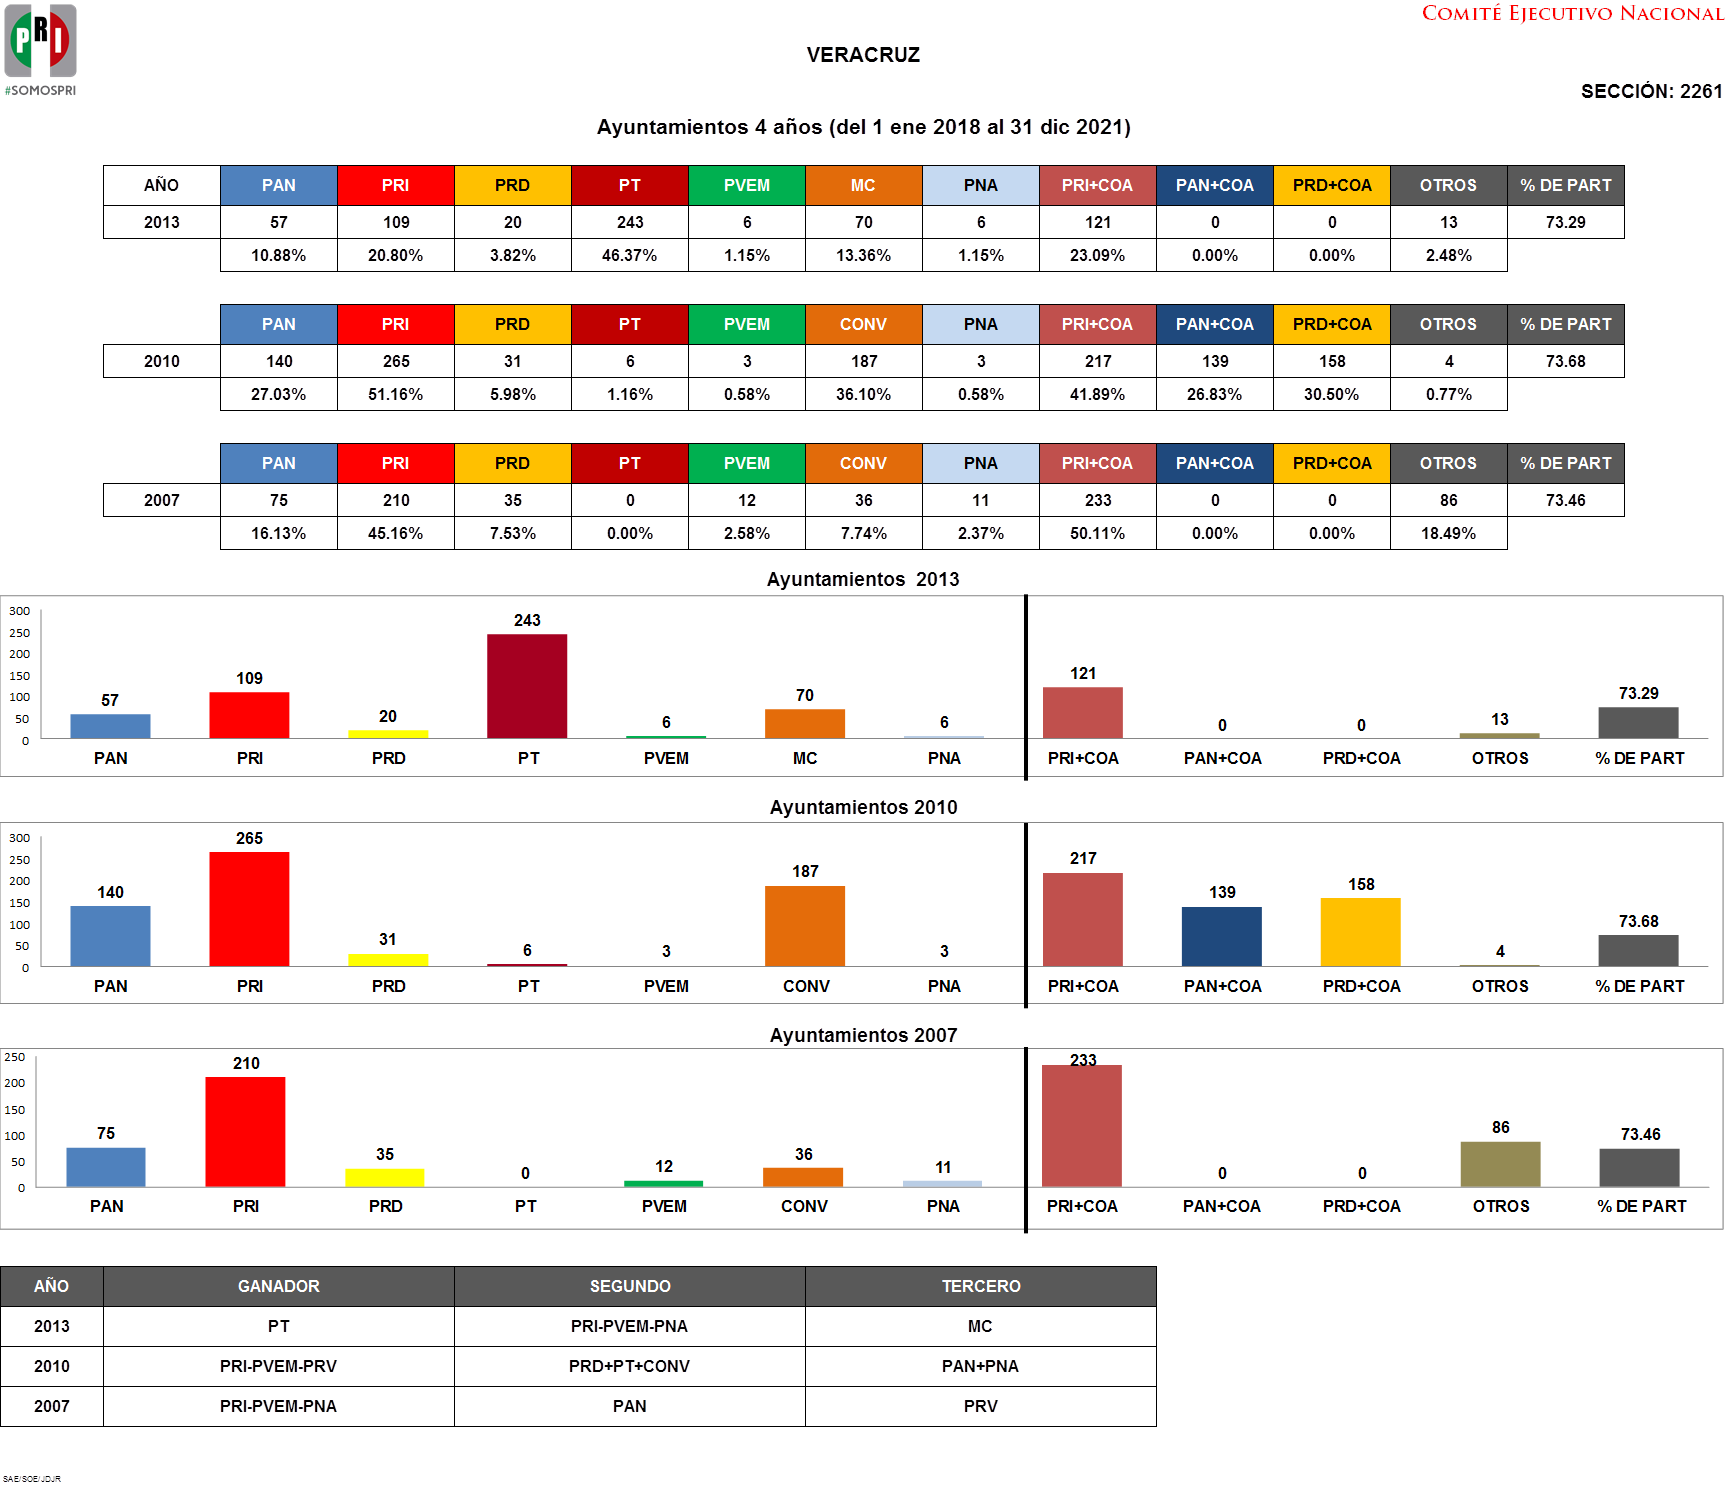 PRI
#SOMOSPRI
COMITÉ EJECUTIVO NACIONAL
VERACRUZ
SECCIÓN: 2261
Ayuntamientos 4 años (del 1 ene 2018 al 31 dic 2021)
AÑO PAN PRI PRD PT PVEM MC PNA PRI+COA PAN+COA PRD+COA OTROS % DE PART
2013 57 109 20 243 6 70 6 121 0 0 13 73.29
10.88% 20.80% 3.82% 46.37% 1.15% 13.36% 1.15% 23.09% 0.00% 0.00% 2.48%
PAN PRI PRD PT PVEM CONV PNA PRI+COA PAN+COA PRD+COA OTROS % DE PART
2010 140 265 31 6 3 187 3 217 139 158 4 73.68
27.03% 51.16% 5.98% 1.16% 0.58% 36.10% 0.58% 41.89% 26.83% 30.50% 0.77%
PAN PRI PRD PT PVEM CONV PNA PRI+COA PAN+COA PRD+COA OTROS % DE PART
2007 75 210 35 0 12 36 11 233 0 0 86 73.46
16.13% 45.16% 7.53% 0.00% 2.58% 7.74% 2.37% 50.11% 0.00% 0.00% 18.49%
Ayuntamientos 2013
300
250
200
150
100
50
0
57 109 20 243 6 70 6 121 0 0 13 73.29
PAN PRI PRD PT PVEM MC PNA PRI+COA PAN+COA PRD+COA OTROS % DE PART
Ayuntamientos 2010
300
250
200
150
100
50
0
140 265 31 6 3 187 3 217 139 158 4 73.68
PAN PRI PRD PT PVEM CONV PNA PRI+COA PAN+COA PRD+COA OTROS % DE PART
Ayuntamientos 2007
250
200
150
100
50
0
75 210 35 0 12 36 11 233 0 0 86 73.46
PAN PRI PRD PT PVEM CONV PNA PRI+COA PAN+COA PRD+COA OTROS % DE PART
AÑO GANADOR SEGUNDO TERCERO
2013 PT PRI-PVEM-PNA MC
2010 PRI-PVEM-PRV PRD+PT+CONV PAN+PNA
2007 PRI-PVEM-PNA PAN PRV
SAE/SOE/JDJR